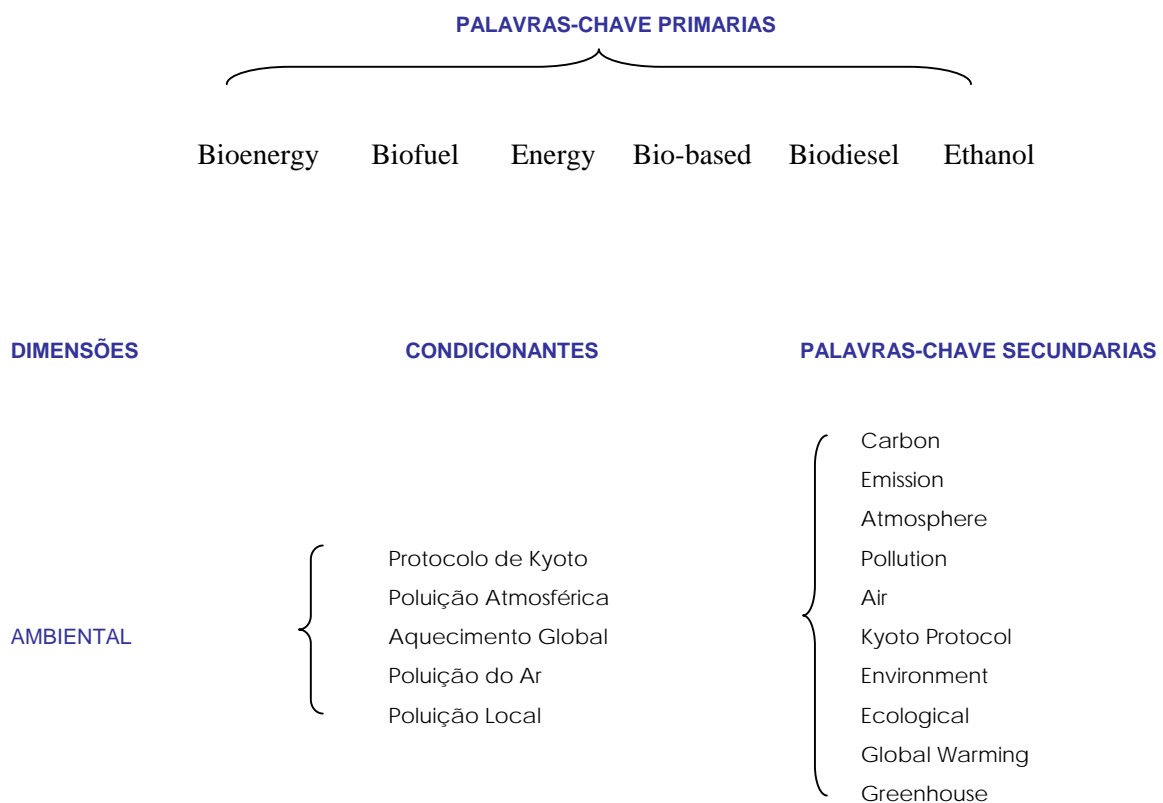 PALAVRAS-CHAVE PRIMARIAS
Bioenergy Biofuel Energy Bio-based Biodiesel Ethanol
DIMENSÕES CONDICIONANTES PALAVRAS-CHAVE SECUNDARIAS
AMBIENTAL
Protocolo de Kyoto
Poluição Atmosférica
Aquecimento Global
Poluição do Ar
Poluição Local
Carbon
Emission
Atmosphere
Pollution
Air
Kyoto Protocol
Environment
Ecological
Global Warming
Greenhouse